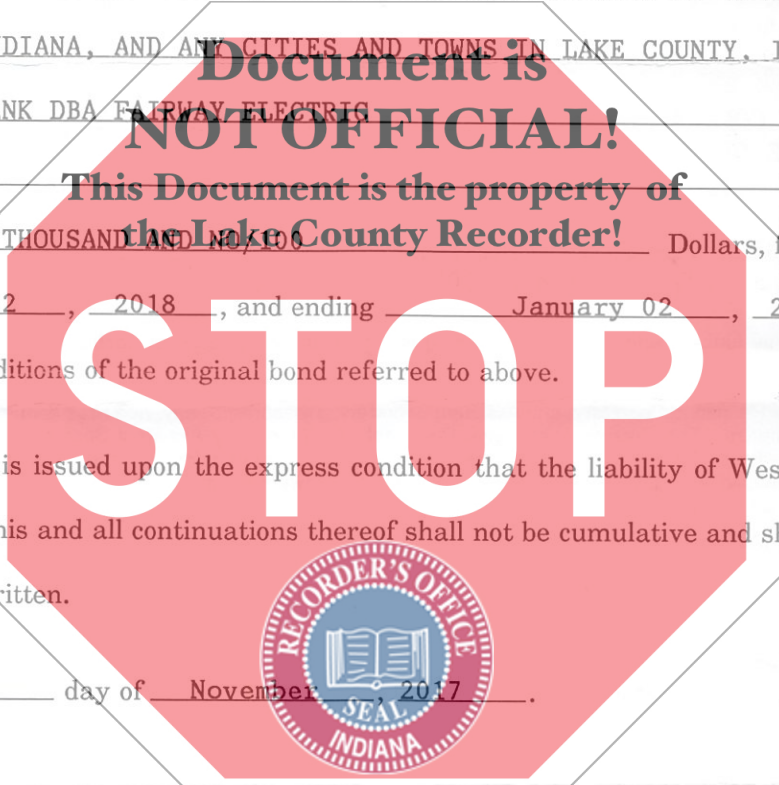 DIANA, AND ANY CITIES AND TOWNS IN LAKE COUNTY,
Document is
NK DBA FAIRWAY ELECTRIC
NOT OFFICIAL!
This Document is the property of
the Lake County Recorder!
THOUSAND AND NO/100 Dollars,
2, 2018, and ending January 02, 2
STOP
ditions of the original bond referred to above.
is issued upon the express condition that the liability of Wes
his and all continuations thereof shall not be cumulative and sh
ritten.
RECORDER'S OFFICE
SEAL
INDIANA
day of November, 2017.